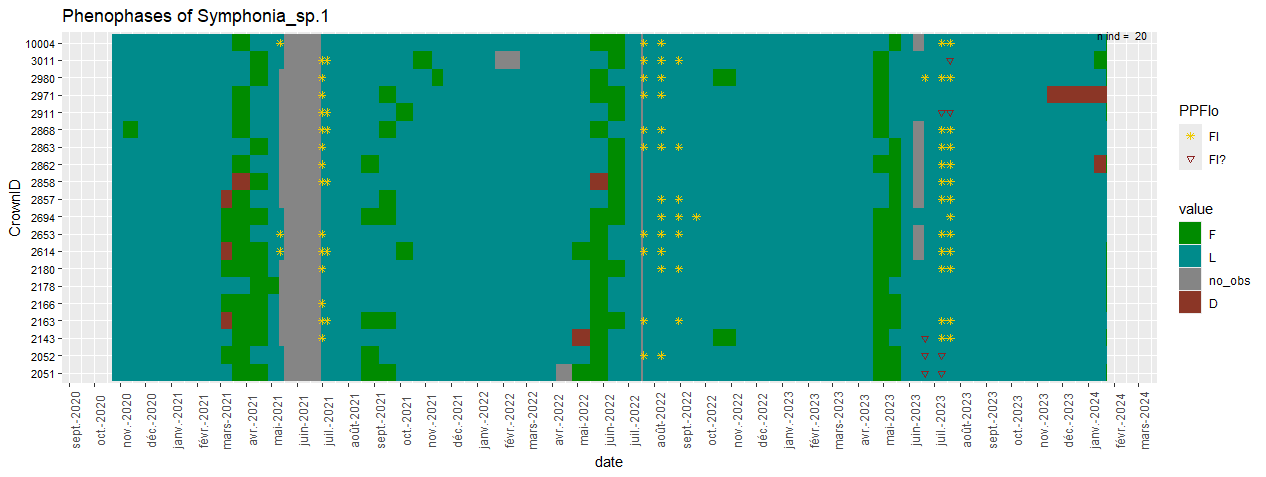 Phenophases of Symphonia_sp.1
n ind = 20
CrownID
10004
3011
2980
2971
2911
2868
2863
2862
2858
2857
2694
2653
2614
2180
2178
2166
2163
2143
2052
2051
sept.-2020
oct.-2020
nov.-2020
déc.-2020
janv.-2021
févr.-2021
mars-2021
avr.-2021
mai-2021
juin-2021
juil.-2021
août-2021
sept.-2021
oct.-2021
nov.-2021
déc.-2021
janv.-2022
févr.-2022
mars-2022
avr.-2022
mai-2022
juin-2022
juil.-2022
août-2022
sept.-2022
oct.-2022
nov.-2022
déc.-2022
janv.-2023
févr.-2023
mars-2023
avr.-2023
mai-2023
juin-2023
juil.-2023
août-2023
sept.-2023
oct.-2023
nov.-2023
déc.-2023
janv.-2024
févr.-2024
mars-2024
date
PPFlo
Fl
Fl?
value
F
L
no_obs
D